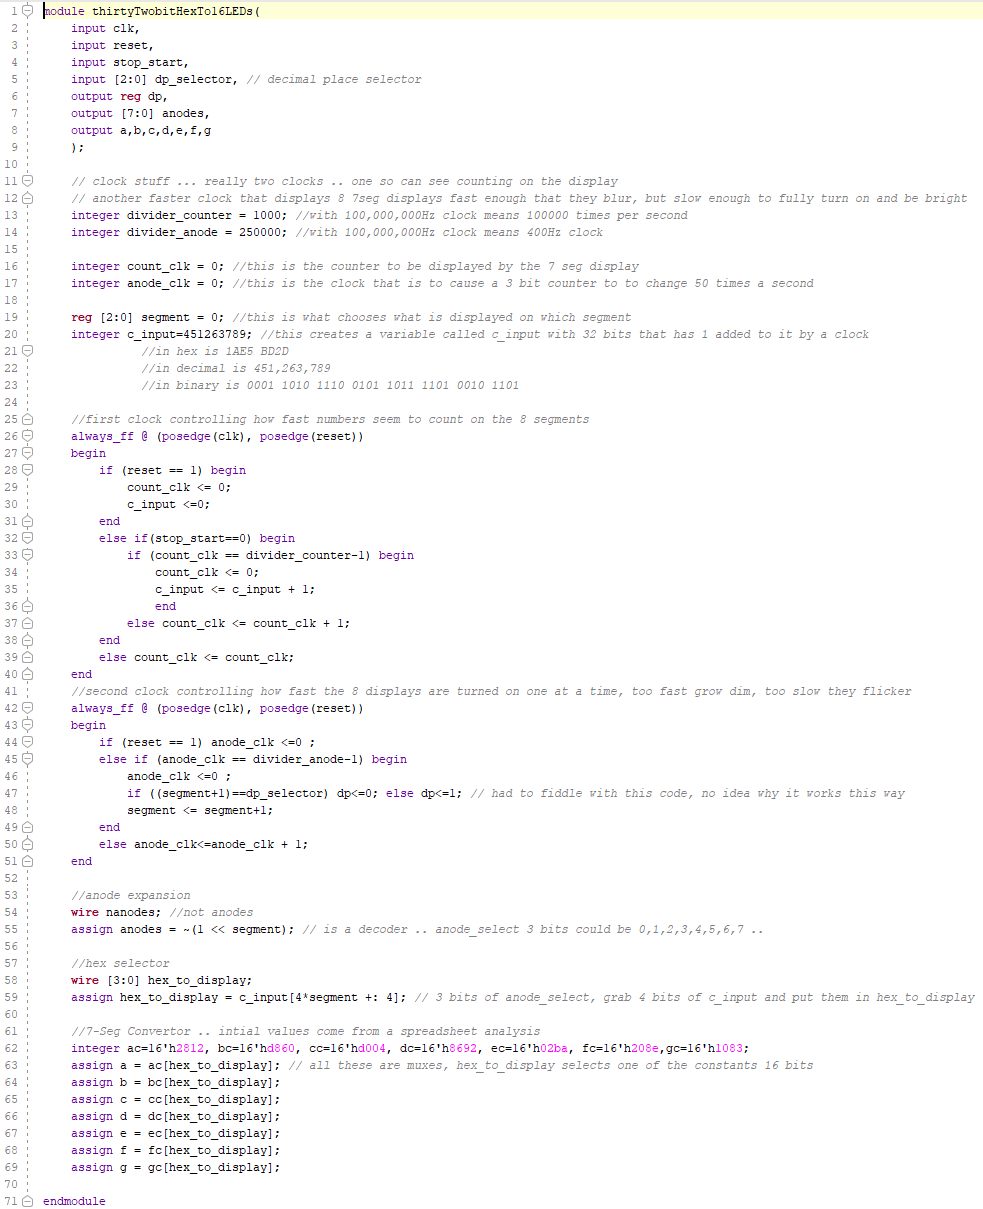 1 module thirtyTwobitHexTo16LEDs(
2 input clk,
3 input reset,
4 input stop_start,
5 input [2:0] dp_selector, // decimal place selector
6 output reg dp,
7 output [7:0] anodes,
8 output a,b,c,d,e,f,g
9 );
10
11 // clock stuff ... really two clocks .. one so can see counting on the display
12 // another faster clock that displays 8 7seg displays fast enough that they blur, but slow enough to fully turn on and be bright
13 integer divider_counter = 1000; //with 100,000,000Hz clock means 100000 times per second
14 integer divider_anode = 250000; //with 100,000,000Hz clock means 400Hz clock
15
16 integer count_clk = 0; //this is the counter to be displayed by the 7 seg display
17 integer anode_clk = 0; //this is the clock that is to cause a 3 bit counter to to change 50 times a second
18
19 reg [2:0] segment = 0; //this is what chooses what is displayed on which segment
20 integer c_input=451263789; //this creates a variable called c_input with 32 bits that has 1 added to it by a clock
21 //in hex is 1AE5 BD2D
22 //in decimal is 451,263,789
23 //in binary is 0001 1010 1110 0101 1011 1101 0010 1101
24
25 //first clock controlling how fast numbers seem to count on the 8 segments
26 always_ff @ (posedge(clk), posedge(reset))
27 begin
28 if (reset == 1) begin
29 count_clk <= 0;
30 c_input <=0;
31 end
32 else if(stop_start==0) begin
33 if (count_clk == divider_counter-1) begin
34 count_clk <= 0;
35 c_input <= c_input + 1;
36 end
37 else count_clk <= count_clk + 1;
38 end
39 else count_clk <= count_clk;
40 end
41 //second clock controlling how fast the 8 displays are turned on one at a time, too fast grow dim, too slow they flicker
42 always_ff @ (posedge(clk), posedge(reset))
43 begin
44 if (reset == 1) anode_clk <=0 ;
45 else if (anode_clk == divider_anode-1) begin
46 anode_clk <=0 ;
47 if ((segment+1)==dp_selector) dp<=0; else dp<=1; // had to fiddle with this code, no idea why it works this way
48 segment <= segment+1;
49 end
50 else anode_clk<=anode_clk + 1;
51 end
52
53 //anode expansion
54 wire nanodes; //not anodes
55 assign anodes = ~(1 << segment); // is a decoder .. anode_select 3 bits could be 0,1,2,3,4,5,6,7 ..
56
57 //hex selector
58 wire [3:0] hex_to_display;
59 assign hex_to_display = c_input[4*segment +: 4]; // 3 bits of anode_select, grab 4 bits of c_input and put them in hex_to_display
60
61 //7-Seg Convertor .. intial values come from a spreadsheet analysis
62 integer ac=16'h2812, bc=16'hd860, cc=16'hd004, dc=16'h8692, ec=16'h02ba, fc=16'h208e,gc=16'h1083;
63 assign a = ac[hex_to_display]; // all these are muxes, hex_to_display selects one of the constants 16 bits
64 assign b = bc[hex_to_display];
65 assign c = cc[hex_to_display];
66 assign d = dc[hex_to_display];
67 assign e = ec[hex_to_display];
68 assign f = fc[hex_to_display];
69 assign g = gc[hex_to_display];
70
71 endmodule